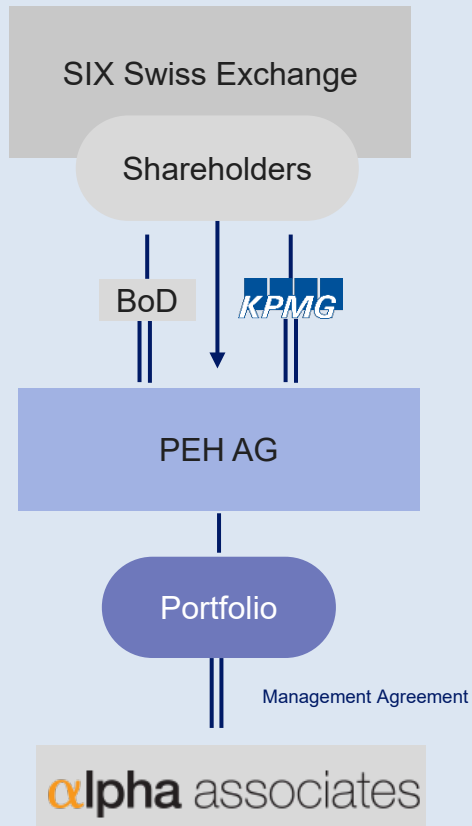 SIX Swiss Exchange
Shareholders
BoD
KPMG
PEH AG
Portfolio
Management Agreement
αlpha associates